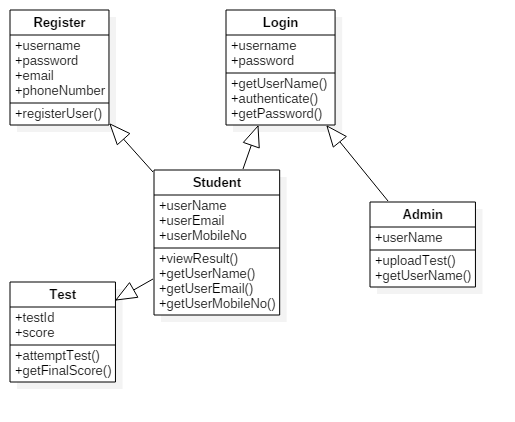 Register
+username
+password
+email
+phoneNumber
+registerUser()
Login
+username
+password
+getUserName()
+authenticate()
+getPassword()
Student
+userName
+userEmail
+userMobileNo
+viewResult()
+getUserName()
+getUserEmail()
+getUserMobileNo()
Admin
+userName
+uploadTest()
+getUserName()
Test
+testId
+score
+attemptTest()
+getFinalScore()